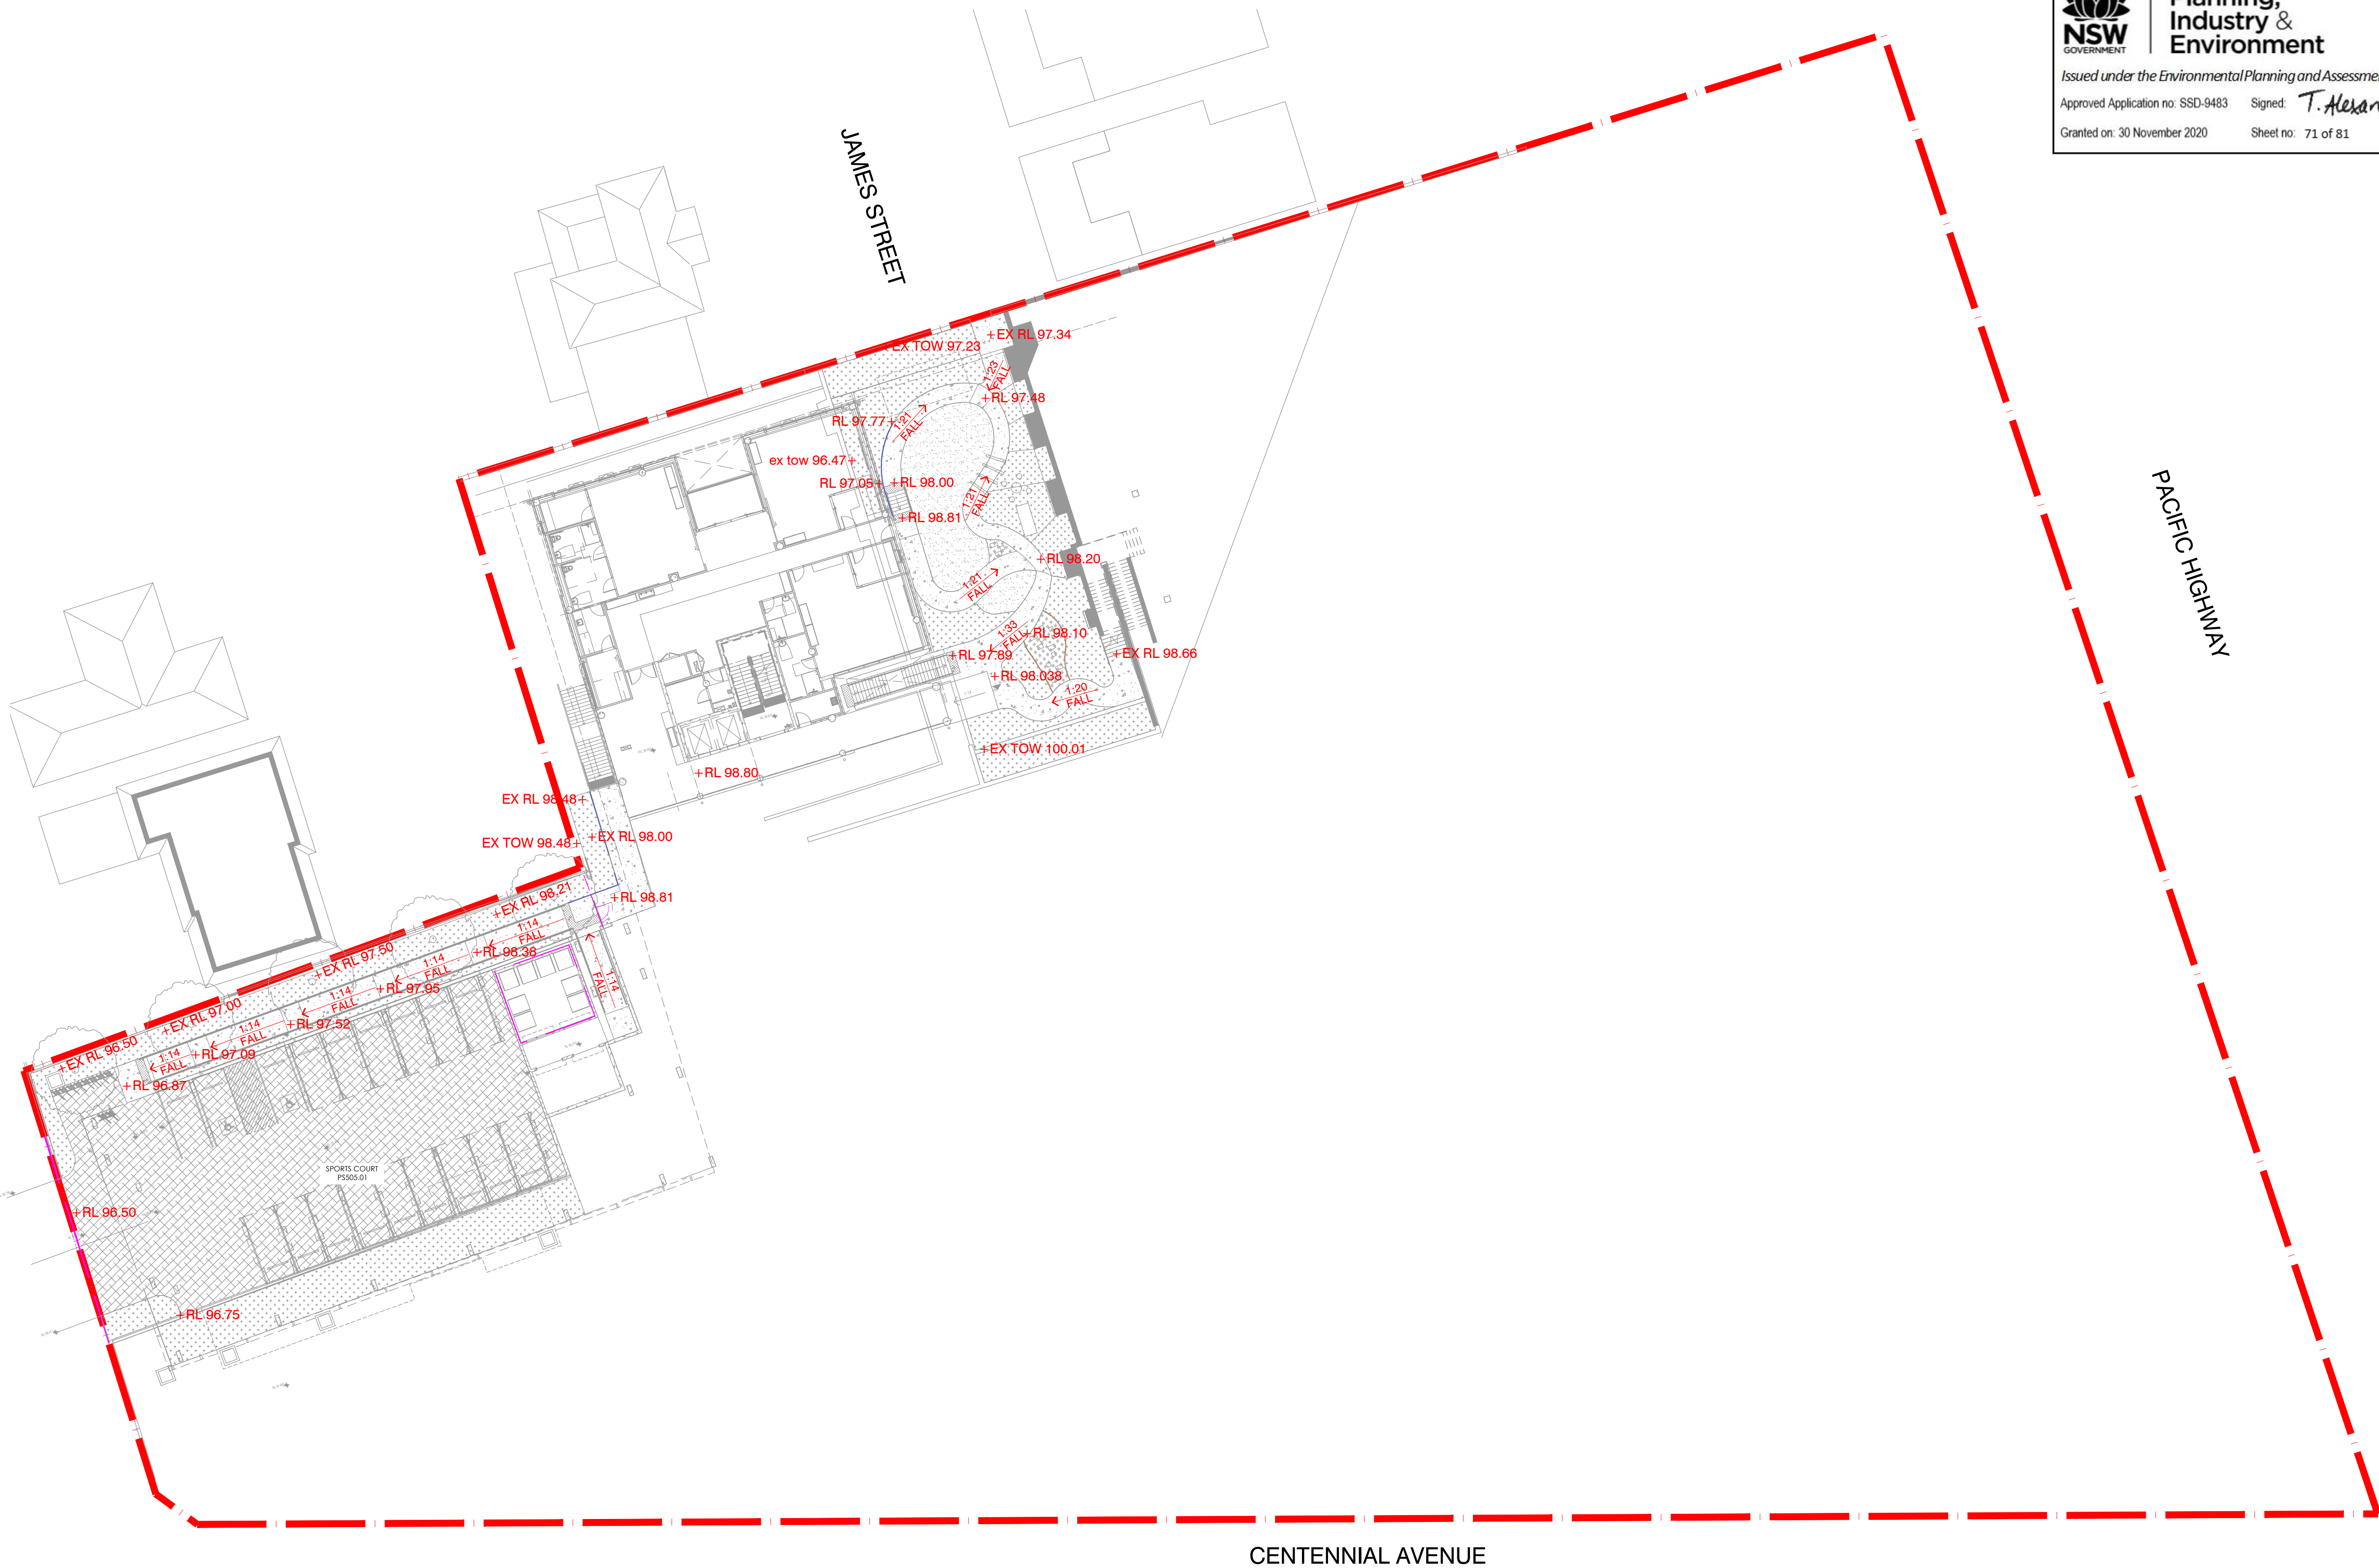 Planning,
Industry &
Environment
NSW
GOVERNMENT
Issued under the Environmental Planning and Assessme
Approved Application no: SSD-9483 Signed: T. Alexan
Granted on: 30 November 2020 Sheet no: 71 of 81
JAMES STREET
PACIFIC HIGHWAY
+EX RL 97.34
EX TOW 97.23
1:23
FALL
+RL 97.48
RL 97.77+
1:21
FALL
ex tow 96.47+
RL 97.05+
+RL 98.00
1:21
FALL
+RL 98.81
+RL 98.20
1:21
FALL
1:33
FALL
+RL 98.10
+RL 97.89
+EX RL 98.66
+RL 98.038
1:20
FALL
+EX TOW 100.01
+RL 98.80
EX RL 98.48+
+EX RL 98.00
EX TOW 98.48+
+EX RL 98.21
+RL 98.81
1:14
FALL
+RL 98.38
+EX RL 97.50
1:14
FALL
1:14
FALL
+RL 97.95
1:14
FALL
+EX RL 97.00
+RL 97.52
1:14
FALL
+EX RL 96.50
+RL 97.09
1:14
FALL
+RL 96.87
SPORTS COURT
PS505.01
+RL 96.50
+RL 96.75
CENTENNIAL AVENUE